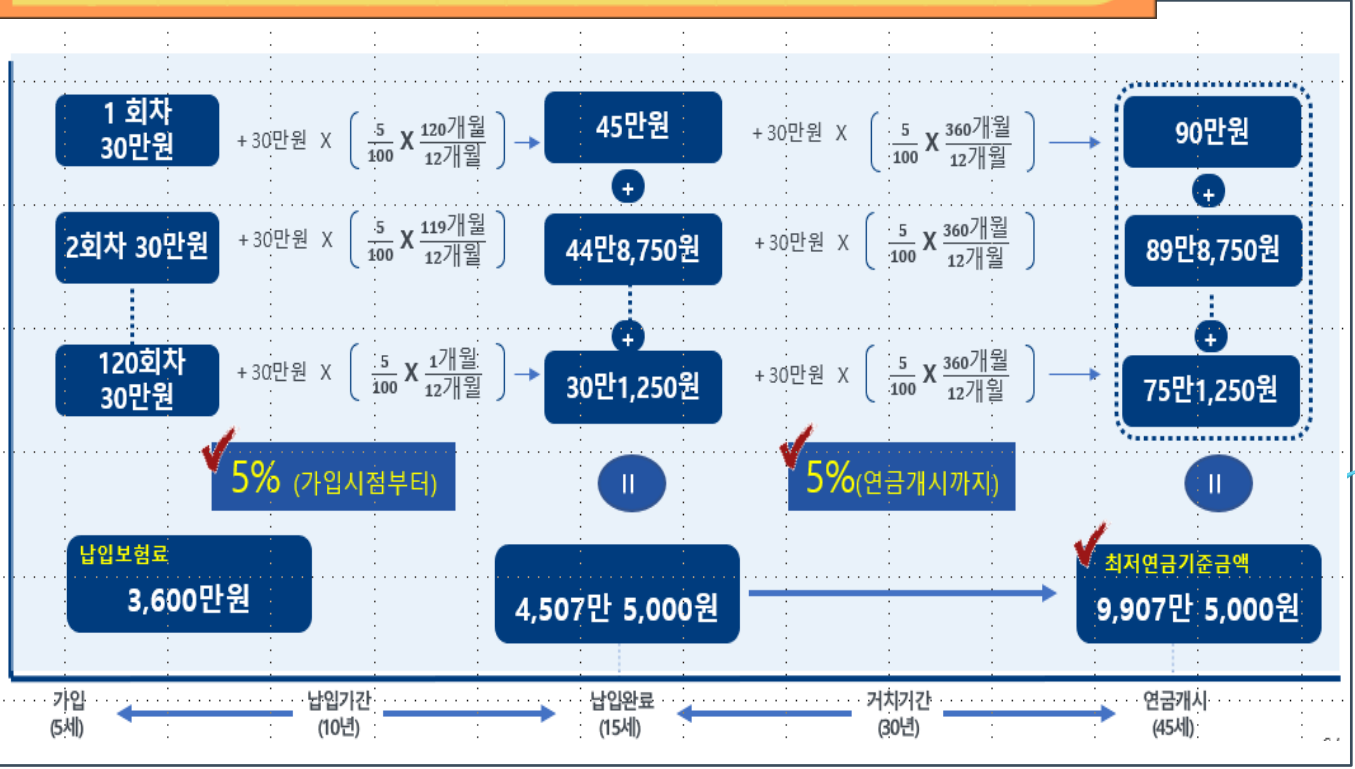 1 회차
30만원
+ 30만원 X ( 5/100 X 120개월/12개월 )
45만원
+ 30만원 X ( 5/100 X 360개월/12개월 )
90만원
+
+
2회차 30만원
+ 30만원 X ( 5/100 X 119개월/12개월 )
44만8,750원
+ 30만원 X ( 5/100 X 360개월/12개월 )
89만8,750원
+
+
120회차
30만원
+ 30만원 X ( 5/100 X 1개월/12개월 )
30만1,250원
+ 30만원 X ( 5/100 X 360개월/12개월 )
75만1,250원
5% (가입시점부터)
=
5%(연금개시까지)
=
납입보험료
3,600만원
4,507만 5,000원
최저연금기준금액
9,907만 5,000원
가입
(5세)
납입기간
(10년)
납입완료
(15세)
거치기간
(30년)
연금개시
(45세)